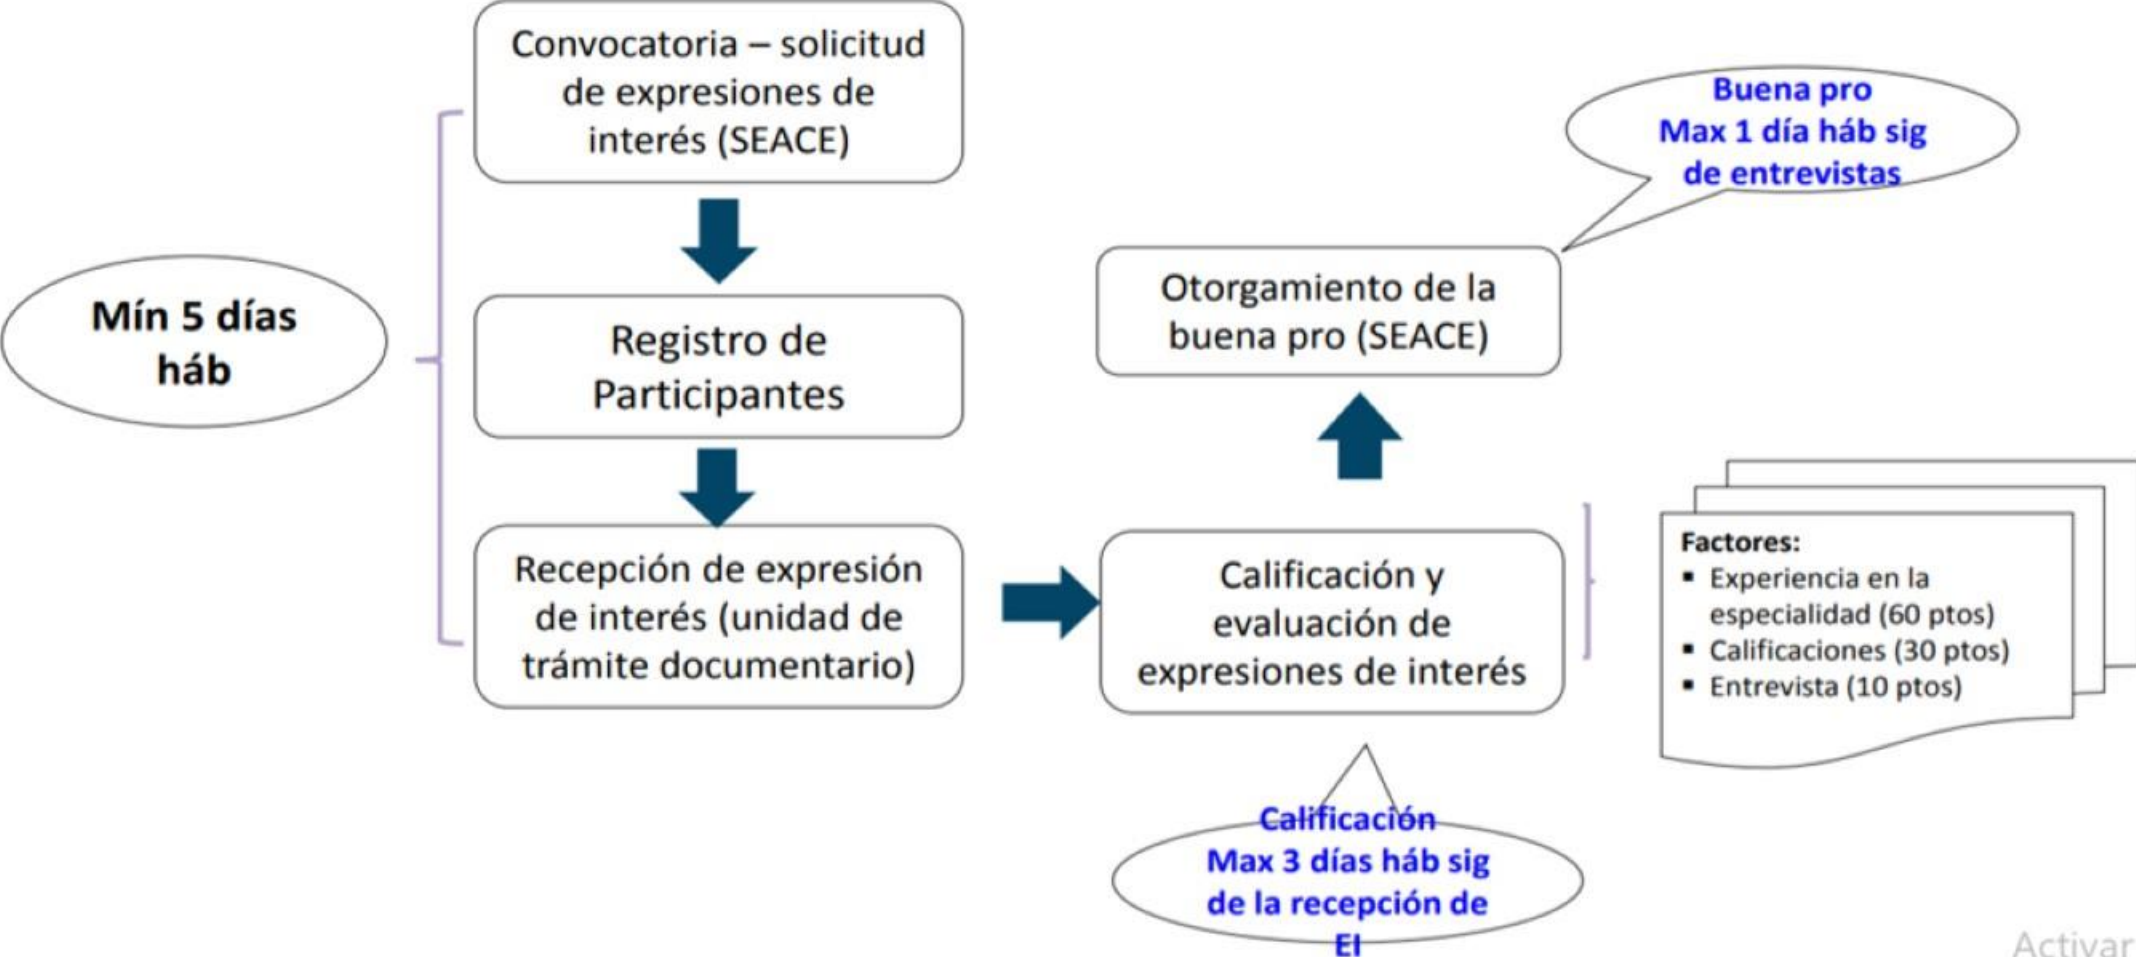 Convocatoria – solicitud
de expresiones de
interés (SEACE)
Mín 5 días
háb
Registro de
Participantes
Recepción de expresión
de interés (unidad de
trámite documentario)
Calificación y
evaluación de
expresiones de interés
Calificación
Max 3 días háb sig
de la recepción de
EI
Factores:
▪ Experiencia en la
especialidad (60 ptos)
▪ Calificaciones (30 ptos)
▪ Entrevista (10 ptos)
Otorgamiento de la
buena pro (SEACE)
Buena pro
Max 1 día háb sig
de entrevistas
Activar